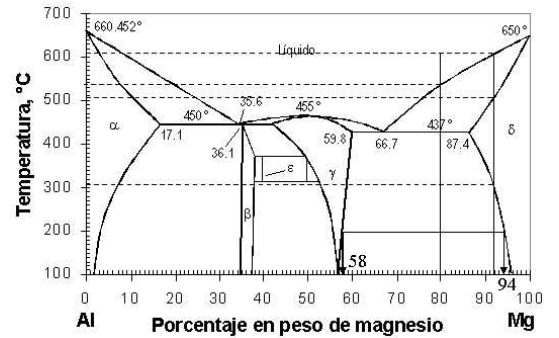 700
600
500
400
300
200
100
Temperatura, °C
660.452°
650°
Líquido
35.6
455°
450°
437°
α
17.1
36.1
59.8
66.7
87.4
δ
ε
γ
β
58
94
0 10 20 30 40 50 60 70 80 90 100
Al Porcentaje en peso de magnesio Mg